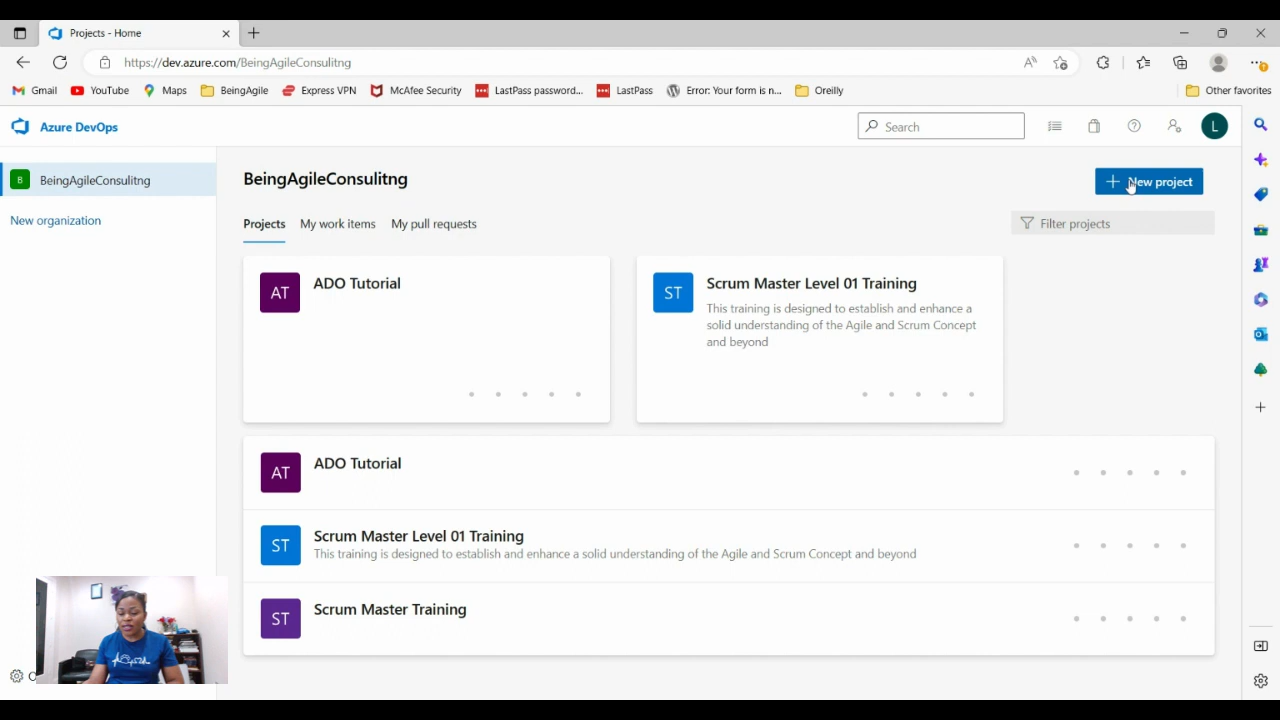 Projects - Home
https://dev.azure.com/BeingAgileConsulitng
Gmail YouTube Maps BeingAgile Express VPN McAfee Security LastPass password... LastPass Error: Your form is n... Oreilly Other favorites
Azure DevOps
Search
L
B BeingAgileConsulitng
New organization
BeingAgileConsulitng
New project
Projects My work items My pull requests
Filter projects
AT ADO Tutorial
ST Scrum Master Level 01 Training
This training is designed to establish and enhance a
solid understanding of the Agile and Scrum Concept
and beyond
AT ADO Tutorial
ST Scrum Master Level 01 Training
This training is designed to establish and enhance a solid understanding of the Agile and Scrum Concept and beyond
ST Scrum Master Training